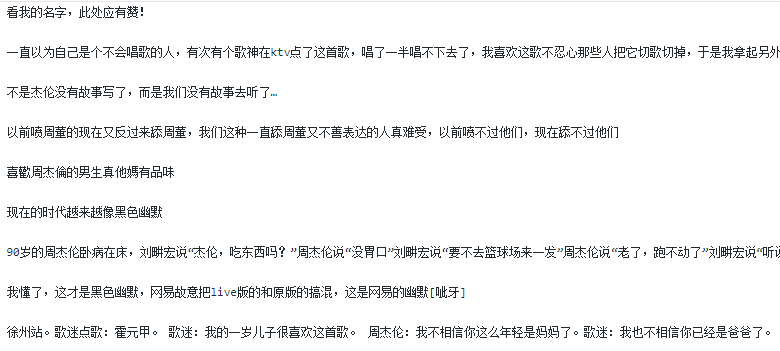 看我的名字，此处应有赞！
一直以为自己是个不会唱歌的人，有次有个歌神在ktv点了这首歌，唱了一半唱不下去了，我喜欢这歌不忍心那些人把它切歌切掉，于是我拿起另外
不是杰伦没有故事写了，而是我们没有故事去听了…
以前喷周董的现在又反过来舔周董，我们这种一直舔周董又不善表达的人真难受，以前喷不过他们，现在舔不过他们
喜歡周杰倫的男生真他媽有品味
现在的时代越来越像黑色幽默
90岁的周杰伦卧病在床，刘畊宏说“杰伦，吃东西吗？”周杰伦说“没胃口”刘畊宏说“要不去篮球场来一发”周杰伦说“老了，跑不动了”刘畊宏说“听说
我懂了，这才是黑色幽默，网易故意把live版的和原版的搞混，这是网易的幽默[呲牙]
徐州站。歌迷点歌：霍元甲。 歌迷：我的一岁儿子很喜欢这首歌。 周杰伦：我不相信你这么年轻是妈妈了。歌迷：我也不相信你已经是爸爸了。